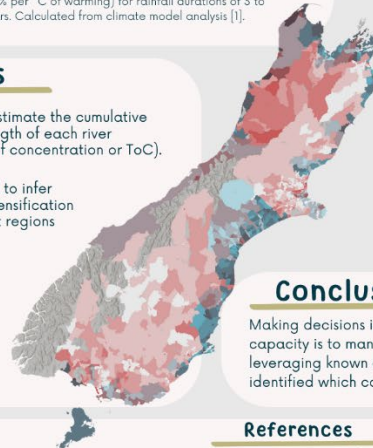 % per °C of warming) for rainfall durations of 3 to
rs. Calculated from climate model analysis [1].
s
stimate the cumulative
gth of each river
f concentration or ToC).
to infer
ensification
t regions
Conclus
Making decisions i
capacity is to man
leveraging known
identified which co
References